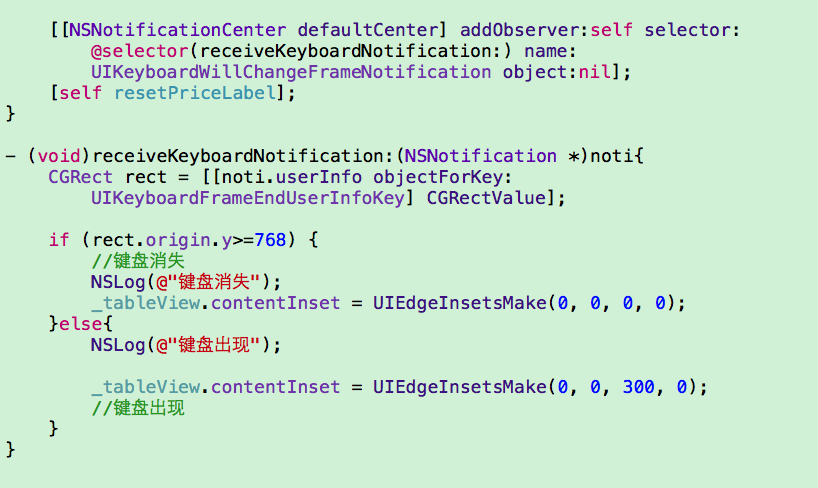 [[NSNotificationCenter defaultCenter] addObserver:self selector:
@selector(receiveKeyboardNotification:) name:
UIKeyboardWillChangeFrameNotification object:nil];
[self resetPriceLabel];
}
- (void)receiveKeyboardNotification:(NSNotification *)noti{
CGRect rect = [[noti.userInfo objectForKey:
UIKeyboardFrameEndUserInfoKey] CGRectValue];
if (rect.origin.y>=768) {
//键盘消失
NSLog(@"键盘消失");
_tableView.contentInset = UIEdgeInsetsMake(0, 0, 0, 0);
}else{
NSLog(@"键盘出现");
_tableView.contentInset = UIEdgeInsetsMake(0, 0, 300, 0);
//键盘出现
}
}